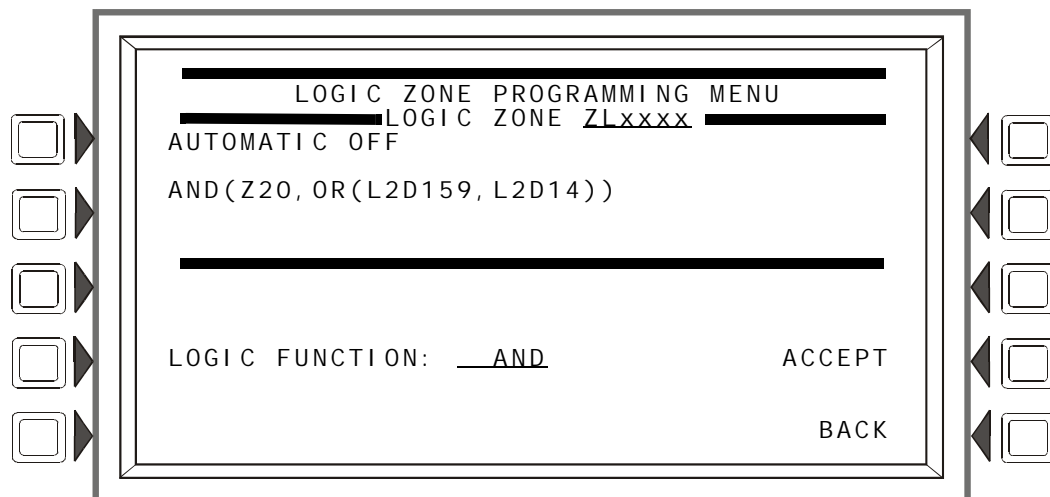 LOGIC ZONE PROGRAMMING MENU
LOGIC ZONE ZLxxxx
AUTOMATIC OFF
AND(Z20,OR(L2D159,L2D14))
LOGIC FUNCTION: AND ACCEPT
BACK